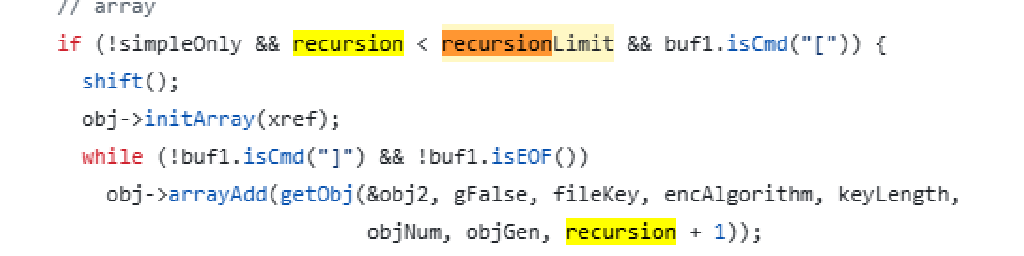 // array
if (!simpleOnly && recursion < recursionLimit && buf1.isCmd("[")) {
shift();
obj->initArray(xref);
while (!buf1.isCmd("]") && !buf1.isEOF())
obj->arrayAdd(getObj(&obj2, gFalse, fileKey, encAlgorithm, keyLength,
objNum, objGen, recursion + 1));